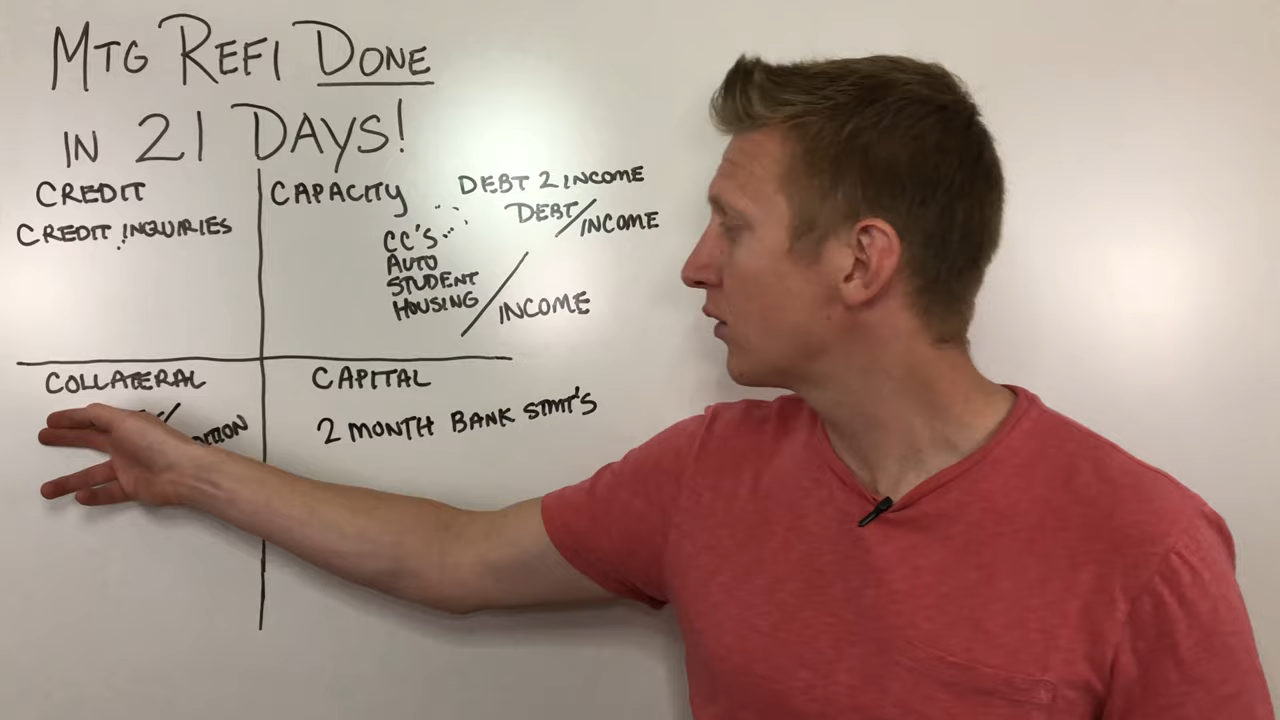 MTG REFI DONE
IN 21 DAYS!
CREDIT
CREDIT INQUIRIES
CAPACITY
DEBT 2 INCOME
DEBT/INCOME
CC'S
AUTO
STUDENT
HOUSING/INCOME
COLLATERAL
CAPITAL
2 MONTH BANK STMT'S